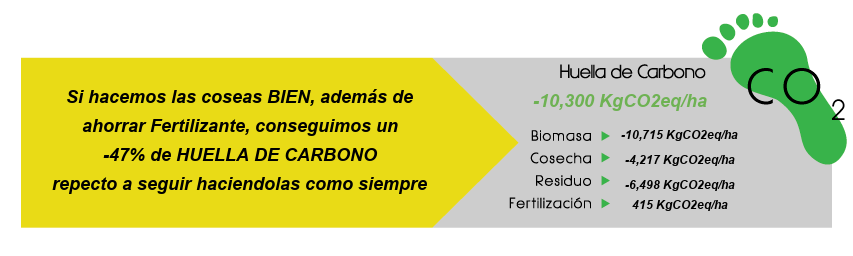 Si hacemos las coseas BIEN, además de
ahorrar Fertilizante, conseguimos un
-47% de HUELLA DE CARBONO
repecto a seguir haciendolas como siempre
Huella de Carbono
-10,300 KgCO2eq/ha
Biomasa -10,715 KgCO2eq/ha
Cosecha -4,217 KgCO2eq/ha
Residuo -6,498 KgCO2eq/ha
Fertilización 415 KgCO2eq/ha
CO2